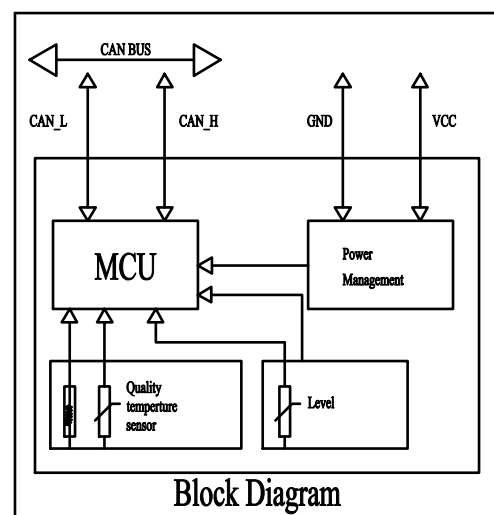 CAN BUS
CAN_L
CAN_H
GND
VCC
MCU
Power
Management
Quality
temperture
sensor
Level
Block Diagram